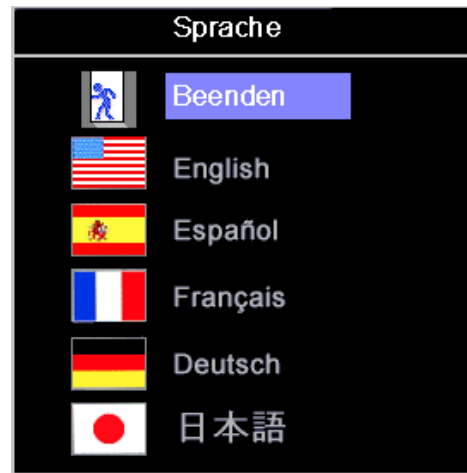 Sprache
Beenden
English
Español
Français
Deutsch
日本語